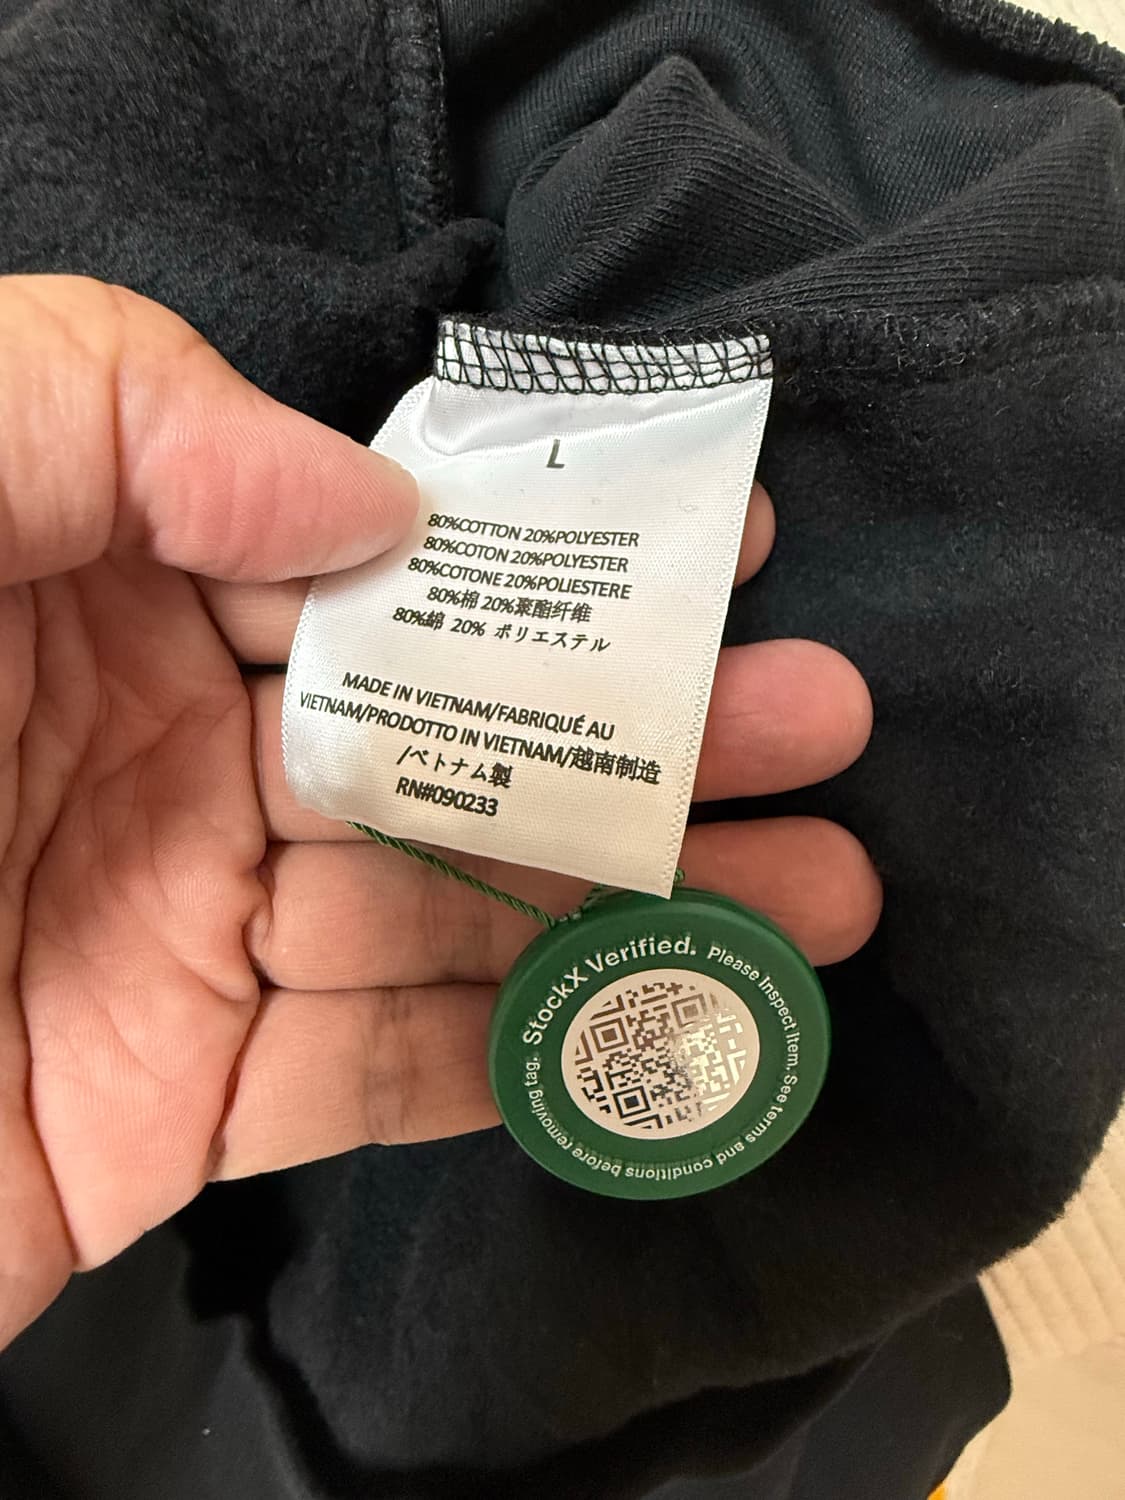 L
80%COTTON 20%POLYESTER
80%COTON 20%POLYESTER
80%COTONE 20%POLIESTERE
80%棉 20%聚酯纤维
80%綿 20% ポリエステル
MADE IN VIETNAM/FABRIQUÉ AU
VIETNAM/PRODOTTO IN VIETNAM/越南制造
/ベトナム製
RN#090233
StockX Verified. Please inspect item. See terms and conditions before removing tag.